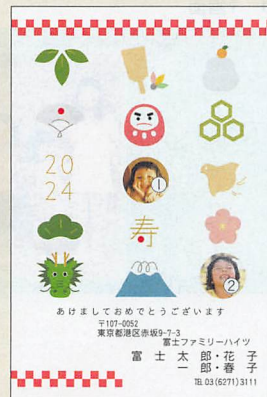 20
24
①
寿
②
あけましておめでとうございます
〒107-0052
東京都港区赤坂9-7-3
富士ファミリーハイツ
富士太郎・花子
一郎・春子
TEL 03(6271)3111